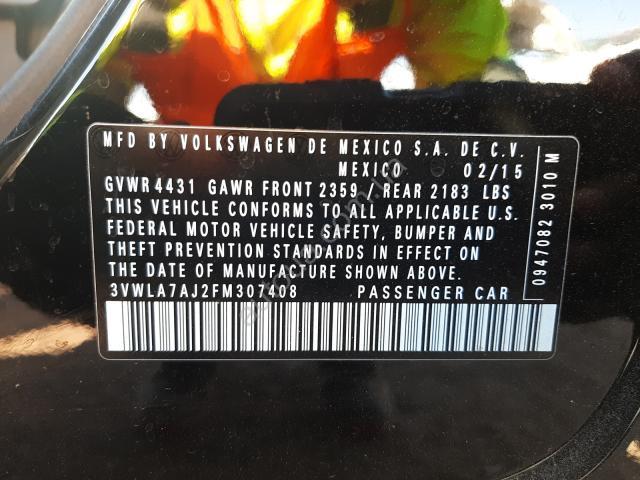 MFD BY VOLKSWAGEN DE MEXICO S.A. DE C.V.
MEXICO 02/15
GVWR 4431 GAWR FRONT 2359 / REAR 2183 LBS
THIS VEHICLE CONFORMS TO ALL APPLICABLE U.S.
FEDERAL MOTOR VEHICLE SAFETY, BUMPER AND
THEFT PREVENTION STANDARDS IN EFFECT ON
THE DATE OF MANUFACTURE SHOWN ABOVE.
3VWLA7AJ2FM307408 PASSENGER CAR
0947082 3010 M